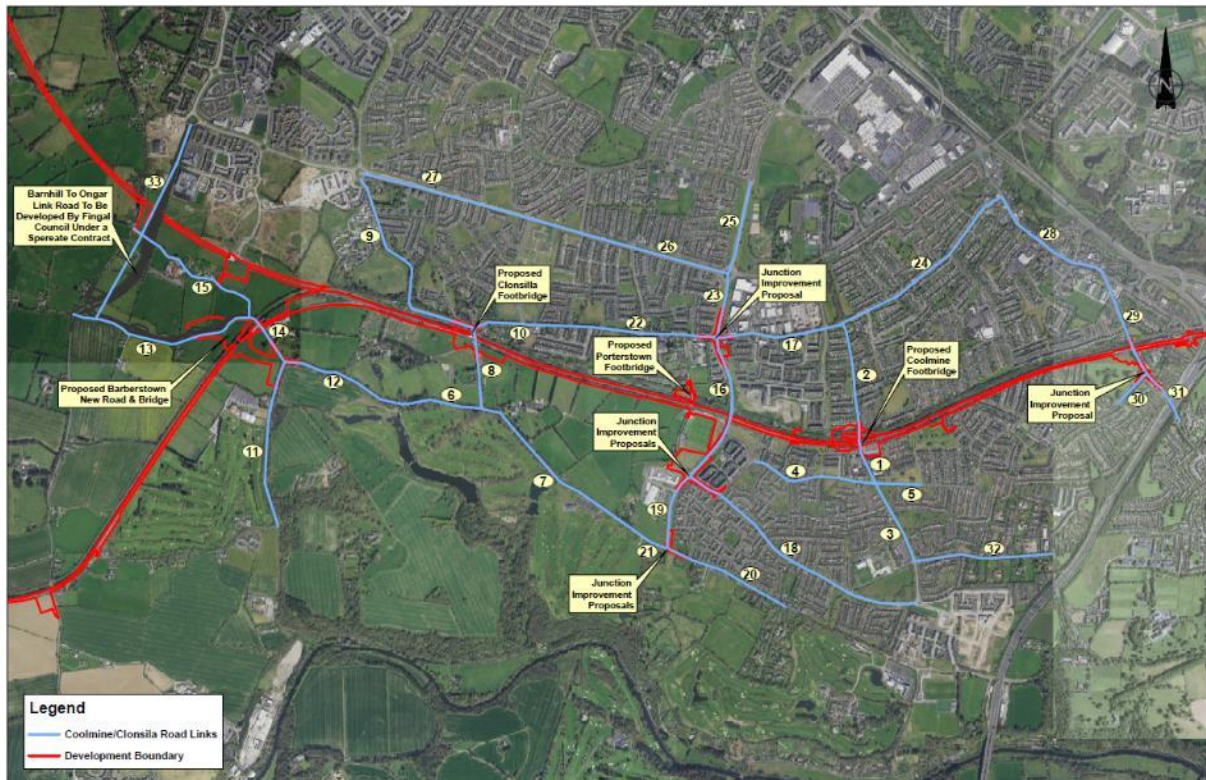 N
27
33
25
Barnhill To Ongar
Link Road To Be
Developed By Fingal
Council Under a
Spereate Contract
9
28
26
24
Proposed
Clonsilla
Footbridge
Junction
Improvement
Proposal
15
23
29
14
10
22
17
13
Proposed
Porterstown
Footbridge
Proposed
Coolmine
Footbridge
8
2
12
Proposed Barberstown
New Road & Bridge
6
16
Junction
Improvement
Proposal
30
31
Junction
Improvement
Proposals
11
1
4
7
5
19
3
18
32
21
20
Junction
Improvement
Proposals
Legend
Coolmine/Clonsila Road Links
Development Boundary